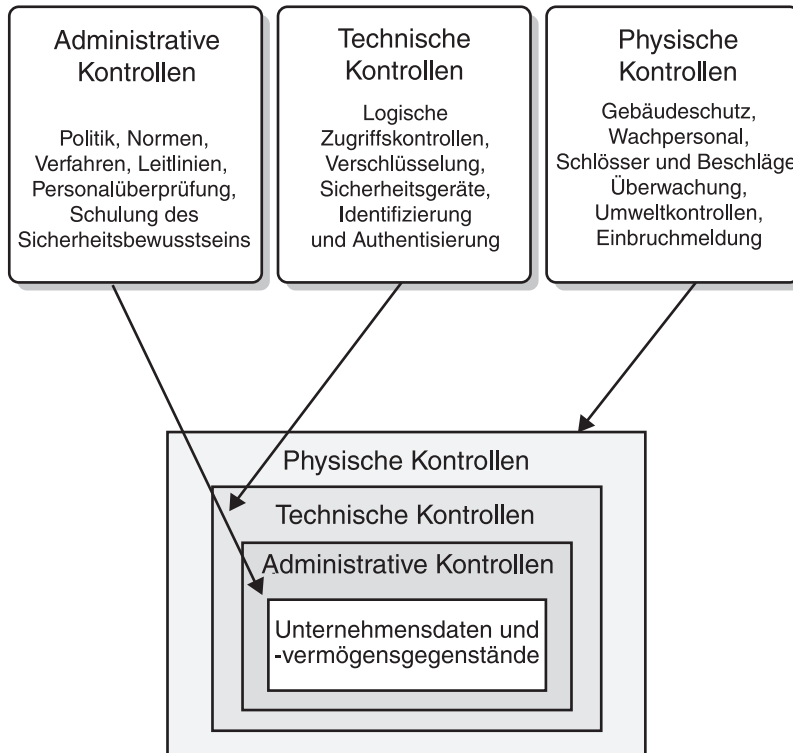 Administrative
Kontrollen
Politik, Normen,
Verfahren, Leitlinien,
Personalüberprüfung,
Schulung des
Sicherheitsbewusstseins
Technische
Kontrollen
Logische
Zugriffskontrollen,
Verschlüsselung,
Sicherheitsgeräte,
Identifizierung
und Authentisierung
Physische
Kontrollen
Gebäudeschutz,
Wachpersonal,
Schlösser und Beschläge
Überwachung,
Umweltkontrollen,
Einbruchmeldung
Physische Kontrollen
Technische Kontrollen
Administrative Kontrollen
Unternehmensdaten und
-vermögensgegenstände